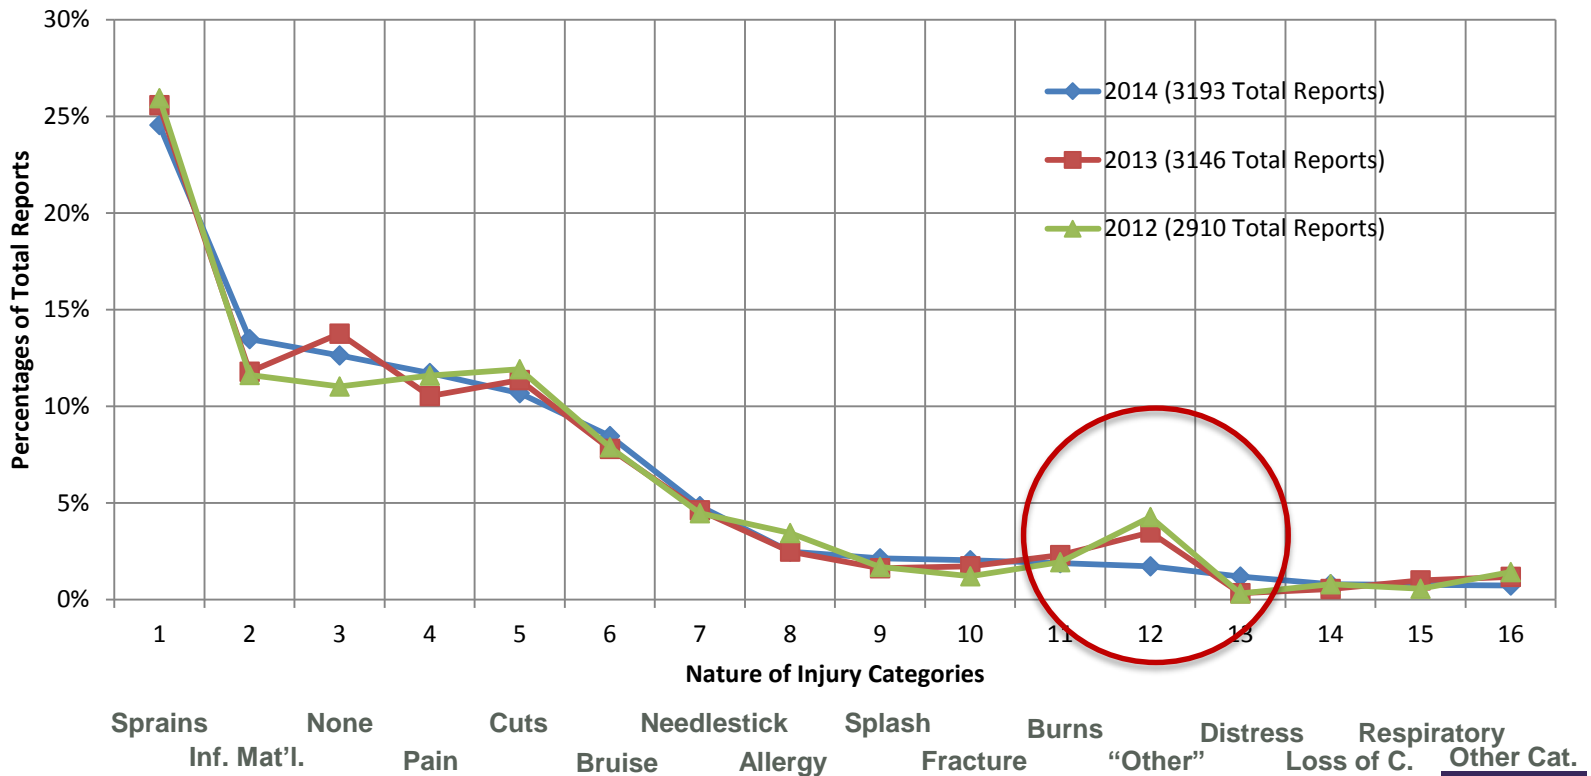 30%
25%
20%
15%
10%
5%
0%
Percentages of Total Reports
2014 (3193 Total Reports)
2013 (3146 Total Reports)
2012 (2910 Total Reports)
1 2 3 4 5 6 7 8 9 10 11 12 13 14 15 16
Nature of Injury Categories
Sprains None Cuts Needlestick Splash Burns Distress Respiratory
Inf. Mat’l. Pain Bruise Allergy Fracture “Other” Loss of C. Other Cat.